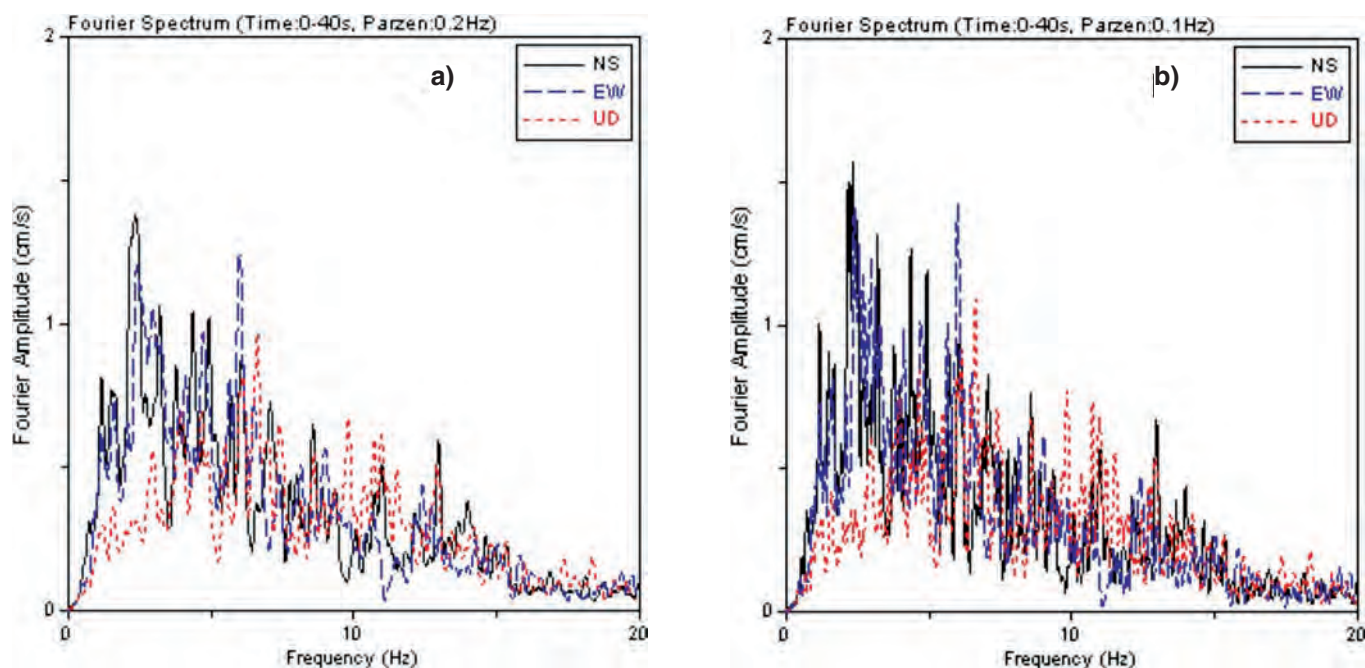 Fourier Spectrum (Time:0-40s, Parzen:0.2Hz)
2
a)
NS
EW
UD
1
Fourier Amplitude (cm/s)
0
0
10
20
Frequency (Hz)
Fourier Spectrum (Time:0-40s, Parzen:0.1Hz)
2
b)
NS
EW
UD
1
Fourier Amplitude (cm/s)
0
0
10
20
Frequency (Hz)